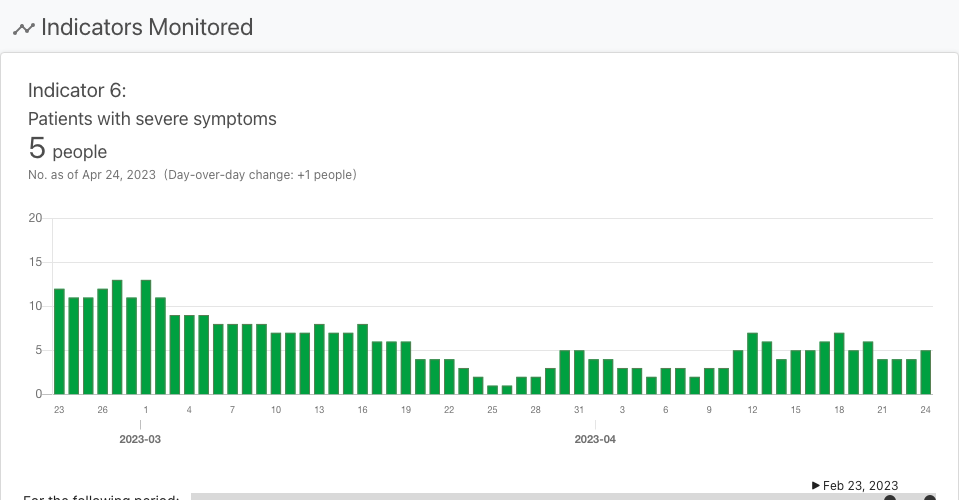 Indicators Monitored
Indicator 6:
Patients with severe symptoms
5 people
No. as of Apr 24, 2023 (Day-over-day change: +1 people)
20
15
10
5
0
23 26 1 4 7 10 13 16 19 22 25 28 31 3 6 9 12 15 18 21 24
2023-03 2023-04
▶ Feb 23, 2023
For the following period: